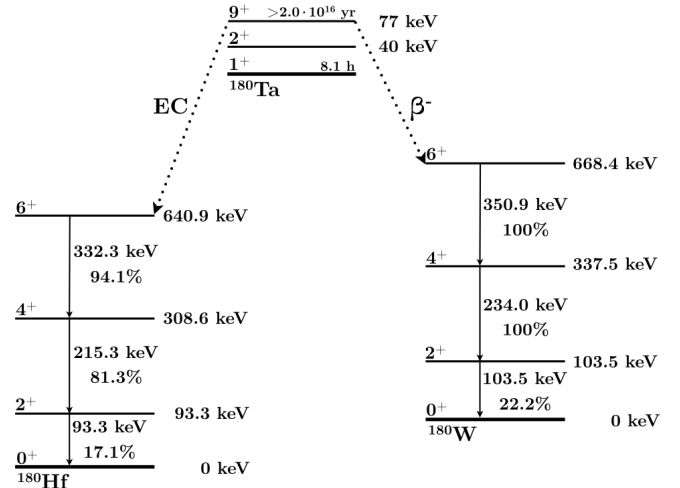 9⁺ >2.0·10¹⁶ yr 77 keV
2⁺ 40 keV
1⁺ 8.1 h
¹⁸⁰Ta
EC
β⁻
6⁺ 668.4 keV
350.9 keV
100%
4⁺ 337.5 keV
234.0 keV
100%
2⁺ 103.5 keV
103.5 keV
22.2%
0⁺ 0 keV
¹⁸⁰W
6⁺ 640.9 keV
332.3 keV
94.1%
4⁺ 308.6 keV
215.3 keV
81.3%
2⁺ 93.3 keV
93.3 keV
17.1%
0⁺ 0 keV
¹⁸⁰Hf